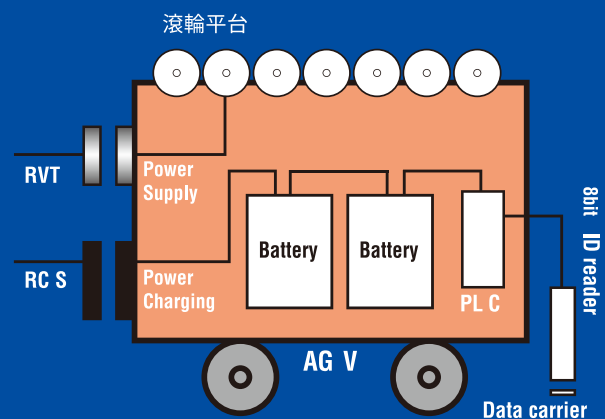 滾輪平台
RVT
Power
Supply
RC S
Power
Charging
Battery
Battery
PL C
8bit ID reader
AG V
Data carrier